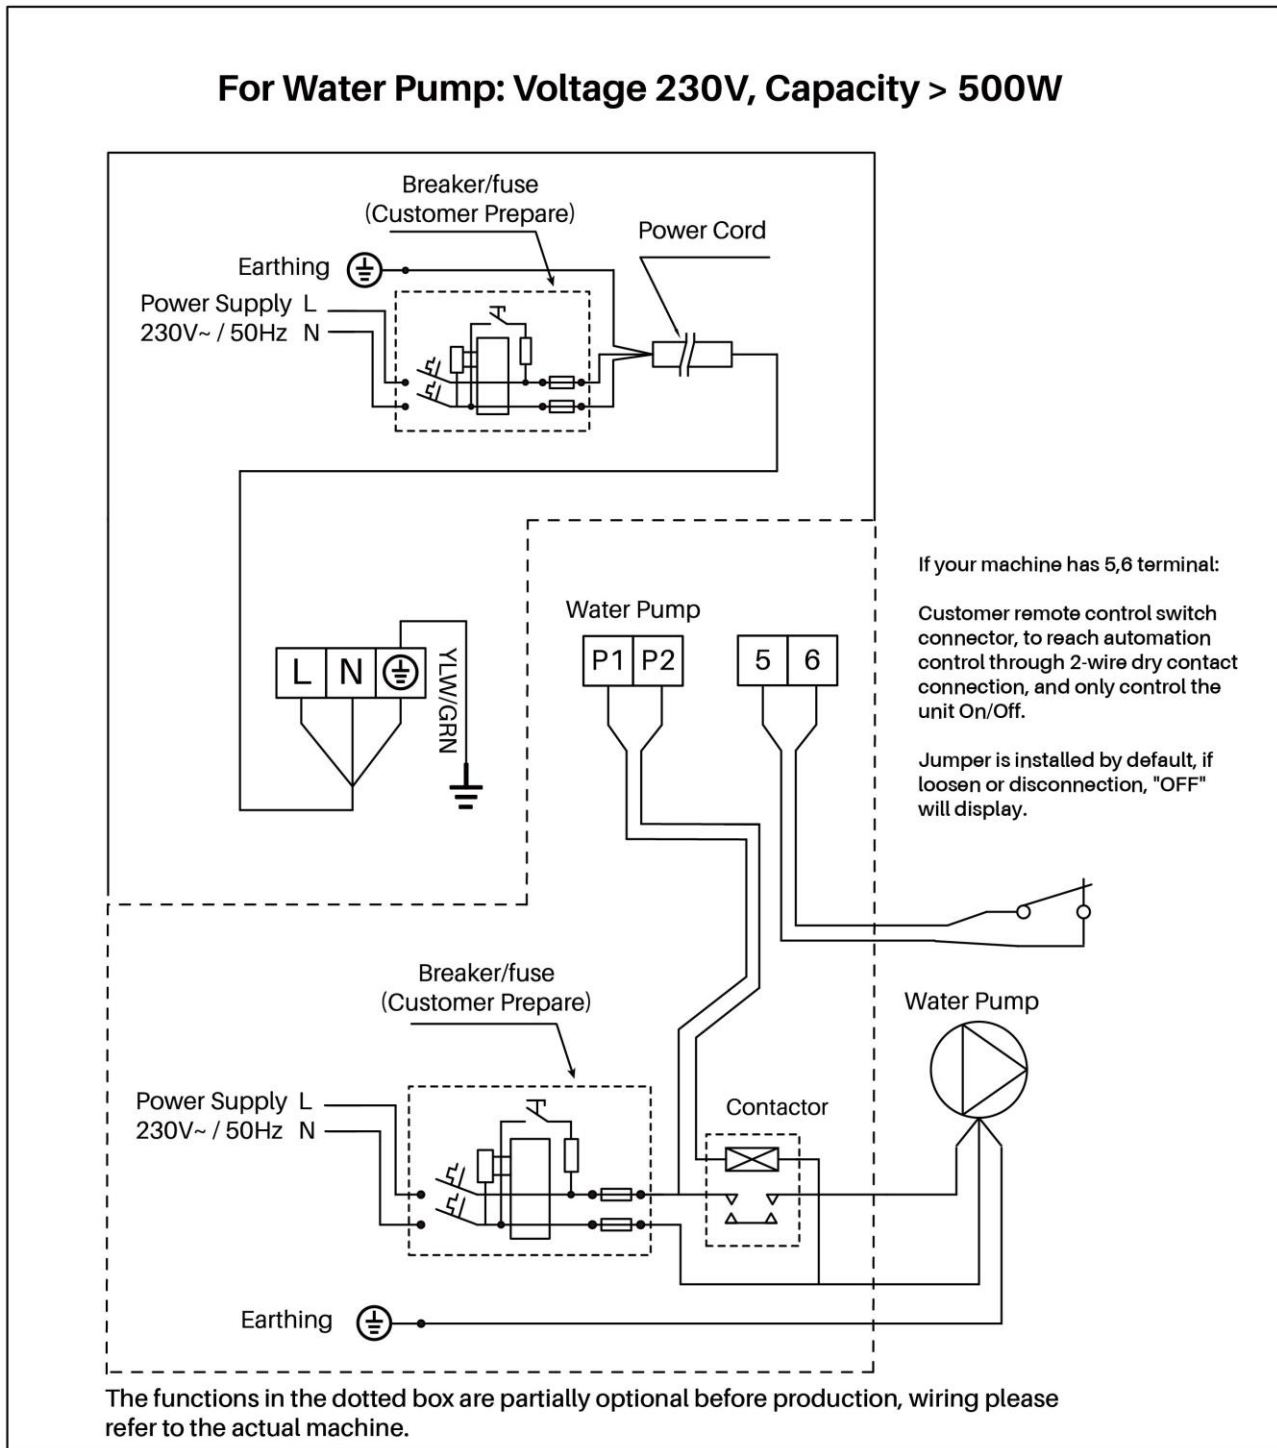 For Water Pump: Voltage 230V, Capacity > 500W
Breaker/fuse
(Customer Prepare)
Power Cord
Earthing
Power Supply L
230V~ / 50Hz N
If your machine has 5,6 terminal:
Customer remote control switch
connector, to reach automation
control through 2-wire dry contact
connection, and only control the
unit On/Off.
Jumper is installed by default, if
loosen or disconnection, "OFF"
will display.
Water Pump
L N
YLW/GRN
P1 P2
5 6
Breaker/fuse
(Customer Prepare)
Water Pump
Power Supply L
230V~ / 50Hz N
Contactor
Earthing
The functions in the dotted box are partially optional before production, wiring please
refer to the actual machine.